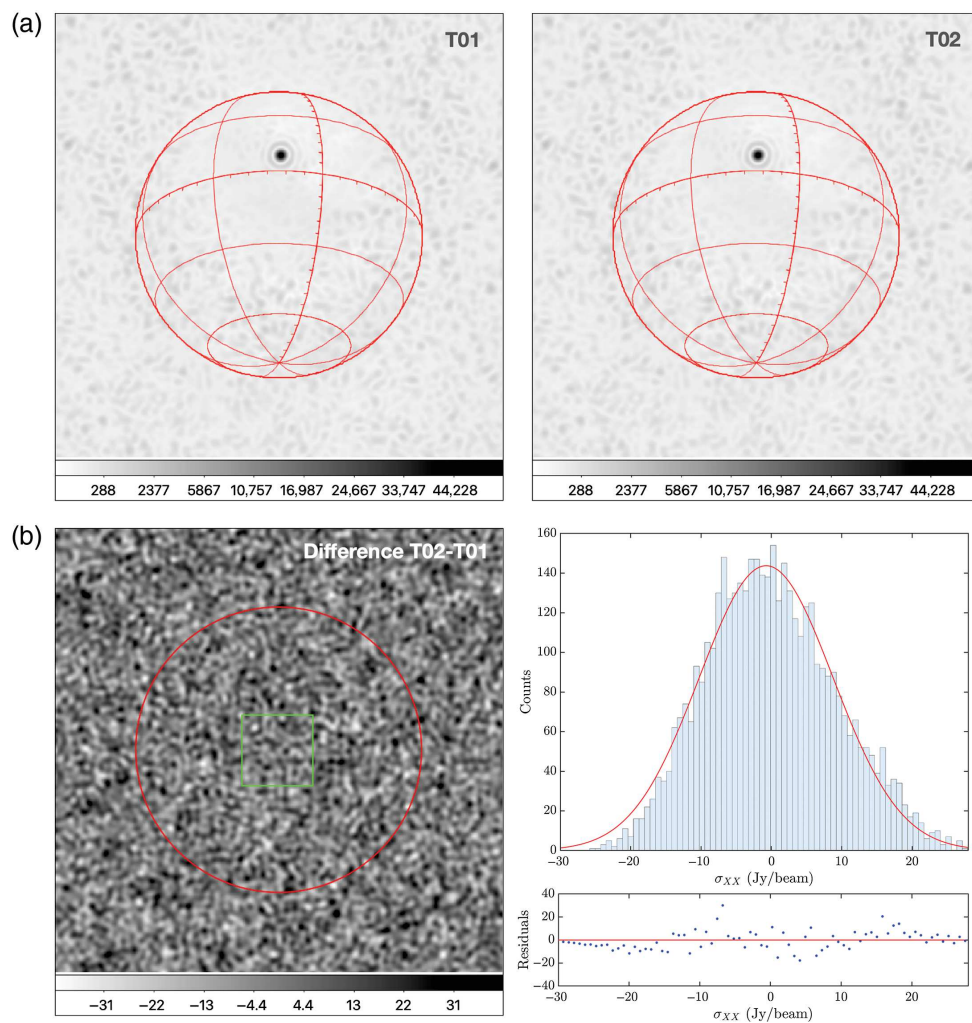 (a)
T01
T02
288 2377 5867 10,757 16,987 24,667 33,747 44,228
288 2377 5867 10,757 16,987 24,667 33,747 44,228
(b)
Difference T02-T01
−31 −22 −13 −4.4 4.4 13 22 31
160
140
120
100
80
60
40
20
0
Counts
−30 −20 −10 0 10 20
σXX (Jy/beam)
40
20
0
−20
−40
Residuals
−30 −20 −10 0 10 20
σXX (Jy/beam)